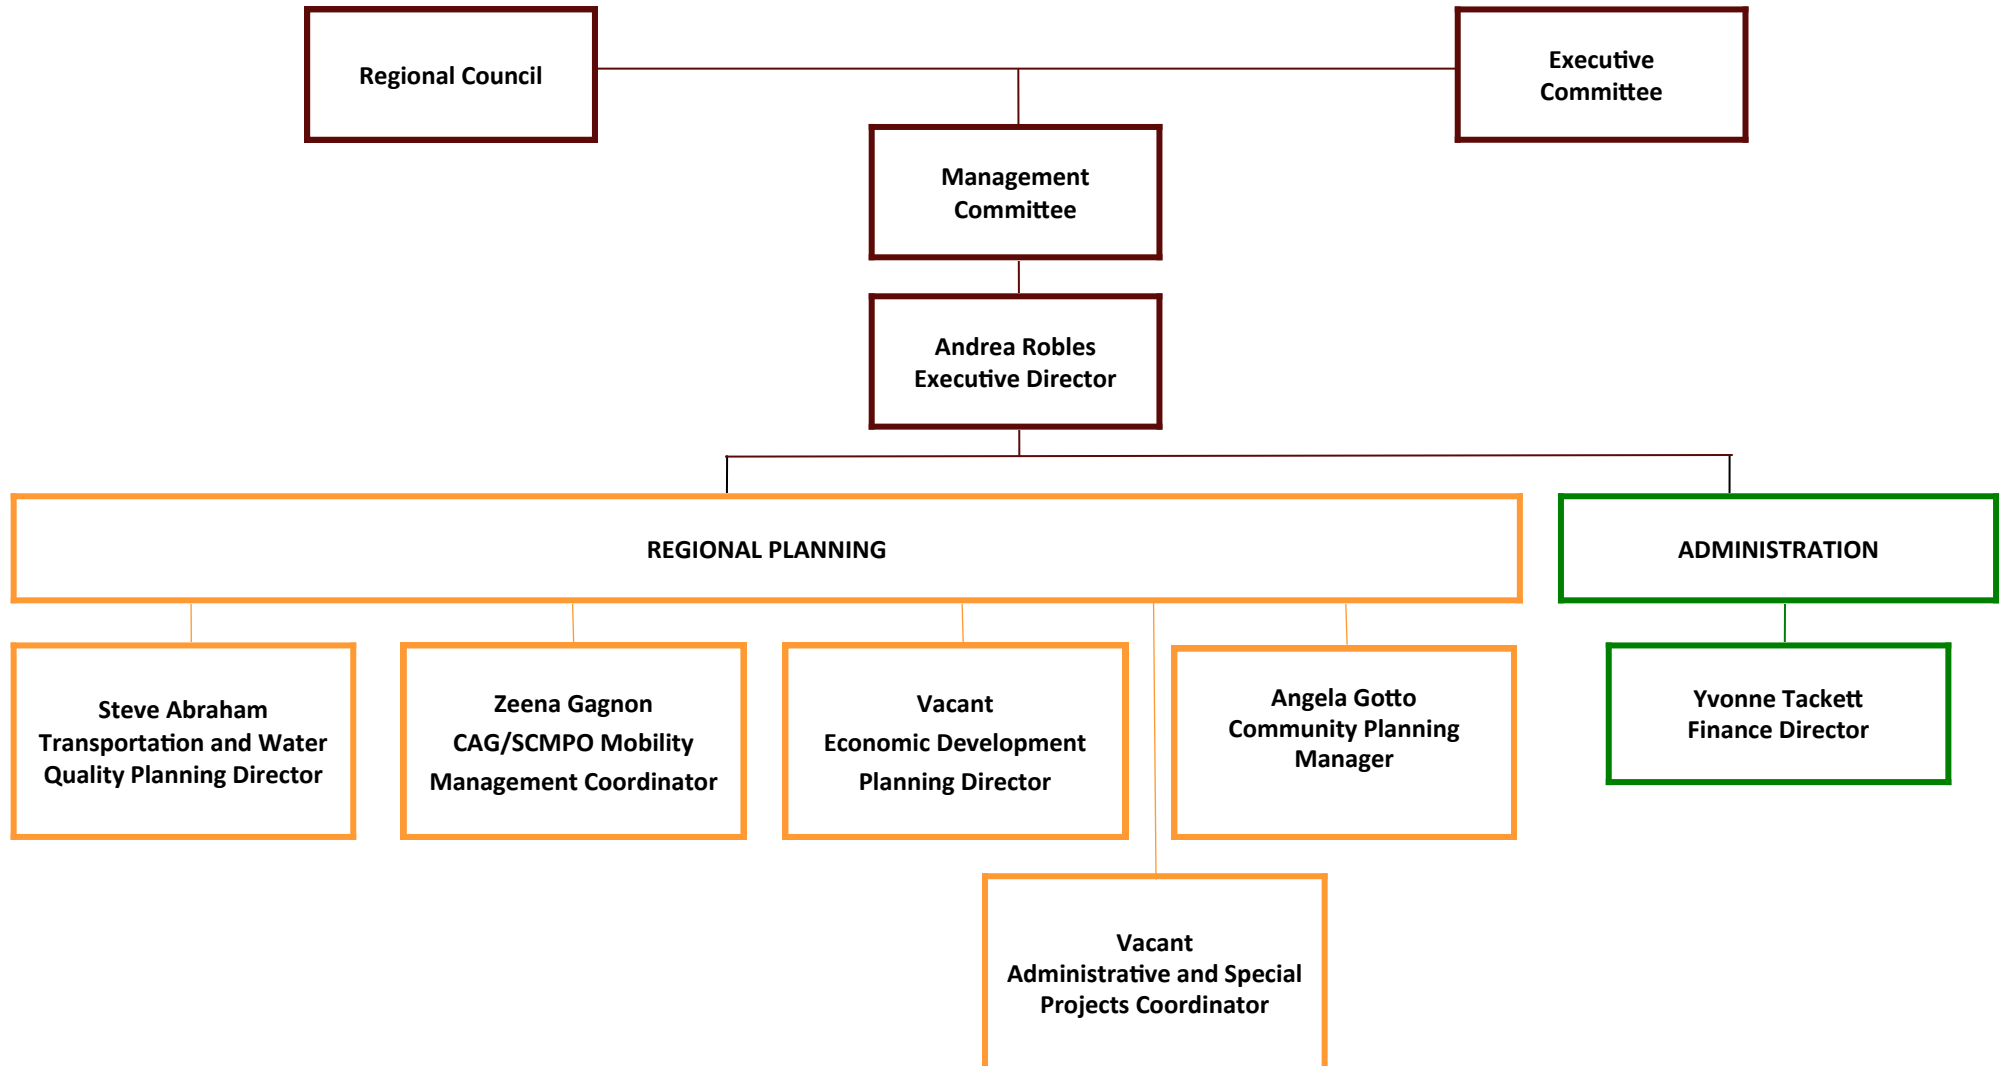 Regional Council
Executive
Committee
Management
Committee
Andrea Robles
Executive Director
REGIONAL PLANNING
ADMINISTRATION
Steve Abraham
Transportation and Water
Quality Planning Director
Zeena Gagnon
CAG/SCMPO Mobility
Management Coordinator
Vacant
Economic Development
Planning Director
Angela Gotto
Community Planning
Manager
Yvonne Tackett
Finance Director
Vacant
Administrative and Special
Projects Coordinator